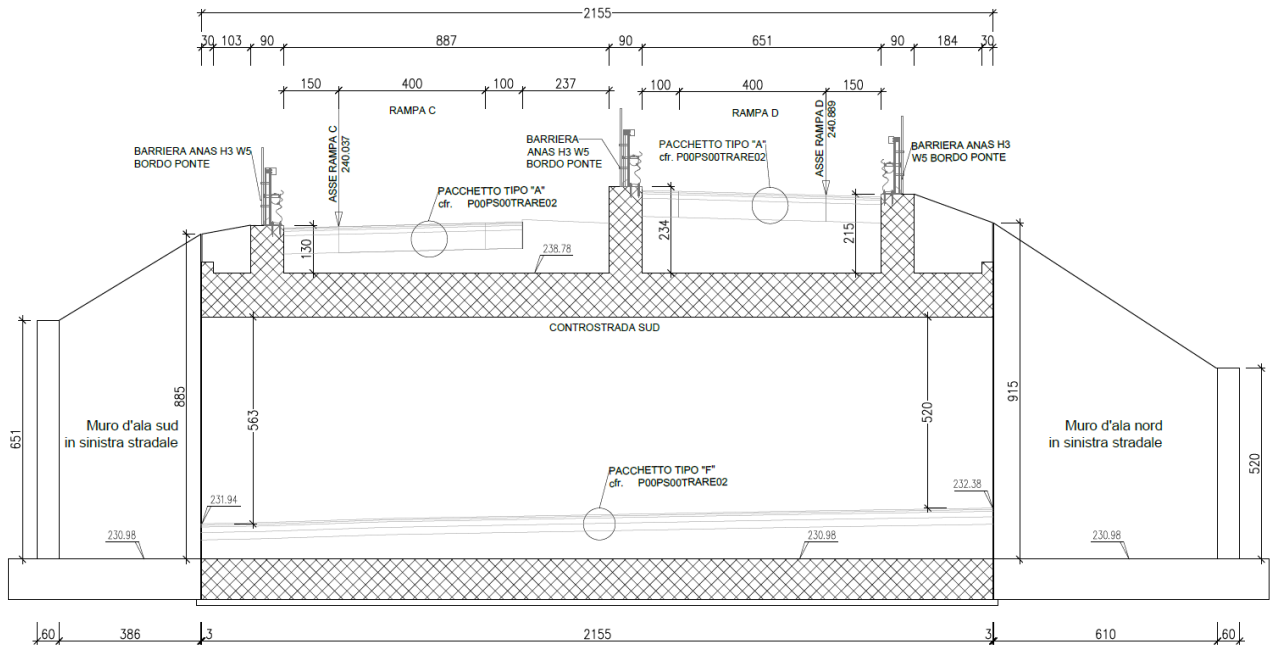 2155
30 103 90 887 90 651 90 184 30
150 400 100 237 100 400 150
RAMPA C
RAMPA D
ASSE RAMPA C
240.037
ASSE RAMPA D
240.889
BARRIERA ANAS H3 W5
BORDO PONTE
BARRIERA
ANAS H3 W5
BORDO PONTE
PACCHETTO TIPO "A"
cfr. P00PS00TRARE02
BARRIERA ANAS H3
W5 BORDO PONTE
PACCHETTO TIPO "A"
cfr. P00PS00TRARE02
130
238.78
234
215
CONTROSTRADA SUD
651
885
563
520
915
520
Muro d'ala sud
in sinistra stradale
Muro d'ala nord
in sinistra stradale
PACCHETTO TIPO "F"
cfr. P00PS00TRARE02
231.94
232.38
230.98
230.98
230.98
60 386 3 2155 3 610 60